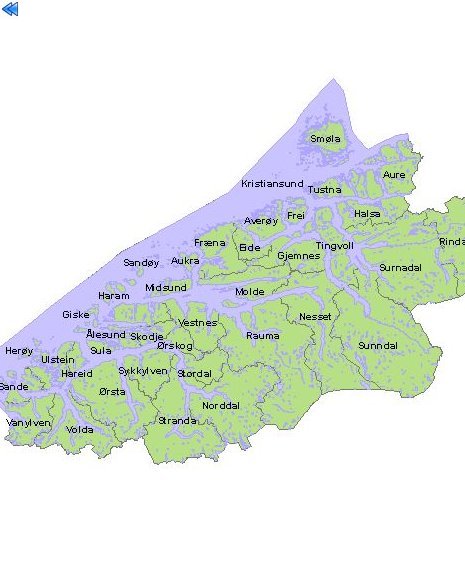 Smøla
Aure
Kristiansund
Tustna
Halsa
Frei
Averøy
Fræna
Eide
Tingvoll
Rinda
Gjemnes
Sandøy
Aukra
Surnadal
Midsund
Molde
Haram
Giske
Nesset
Vestnes
Ålesund
Skodje
Rauma
Sunndal
Ørskog
Herøy
Sula
Ulstein
Sykkylven
Stordal
Hareid
Sande
Ørsta
Norddal
Vanylven
Stranda
Volda